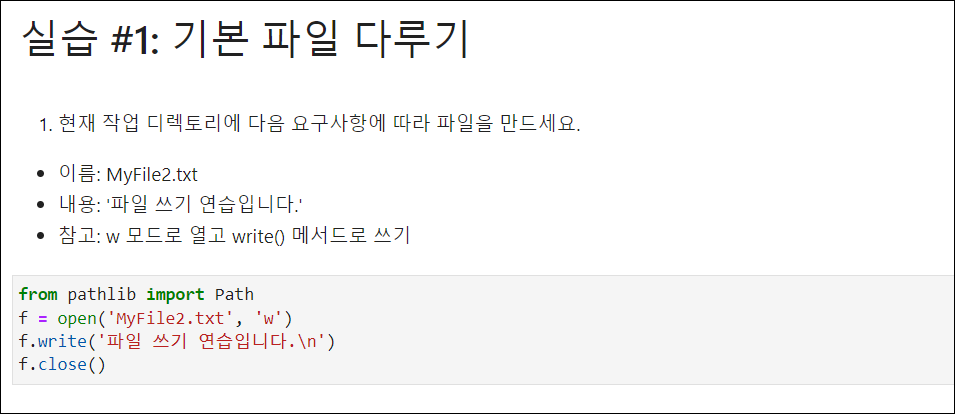 실습 #1: 기본 파일 다루기
1. 현재 작업 디렉토리에 다음 요구사항에 따라 파일을 만드세요.
• 이름: MyFile2.txt
• 내용: '파일 쓰기 연습입니다.'
• 참고: w 모드로 열고 write() 메서드로 쓰기
from pathlib import Path
f = open('MyFile2.txt', 'w')
f.write('파일 쓰기 연습입니다.\n')
f.close()